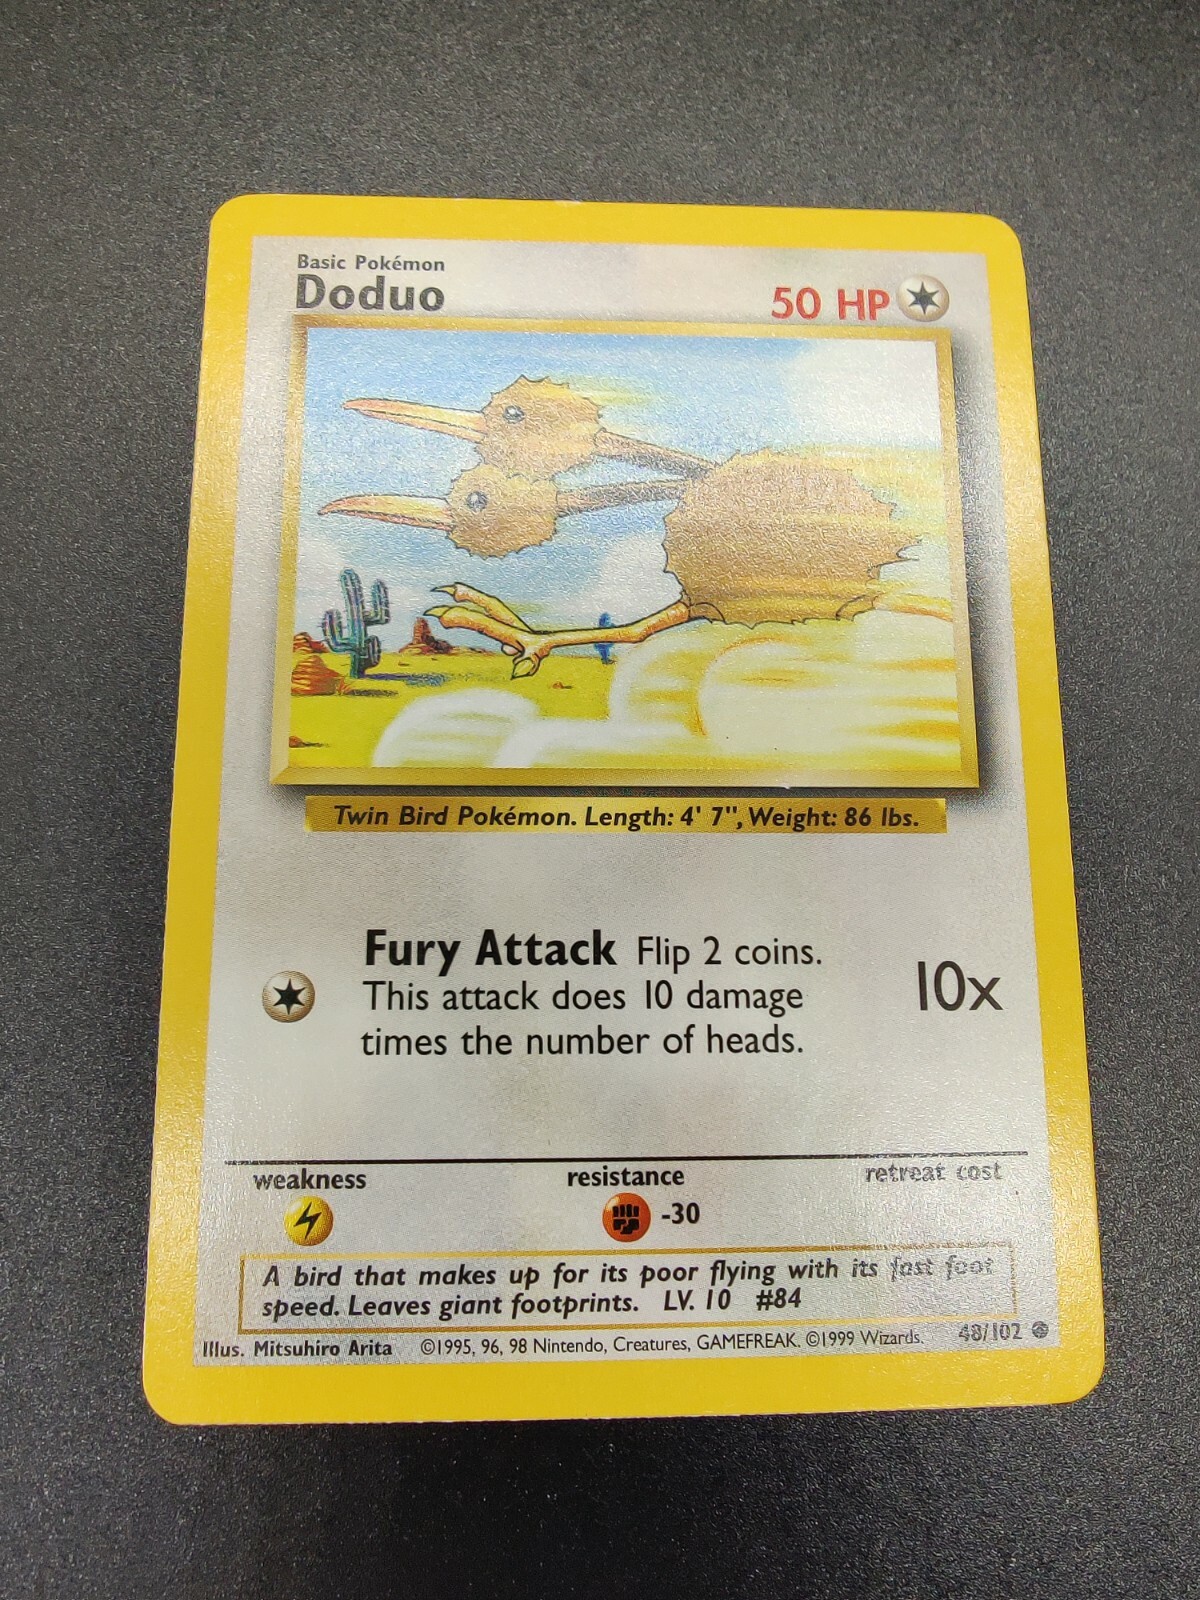 Basic Pokémon
Doduo
50 HP
Twin Bird Pokémon. Length: 4' 7", Weight: 86 lbs.
Fury Attack Flip 2 coins.
This attack does 10 damage
times the number of heads.
10x
weakness resistance retreat cost
-30
A bird that makes up for its poor flying with its fast foot
speed. Leaves giant footprints. LV. 10 #84
Illus. Mitsuhiro Arita ©1995, 96, 98 Nintendo, Creatures, GAMEFREAK. ©1999 Wizards. 48/102